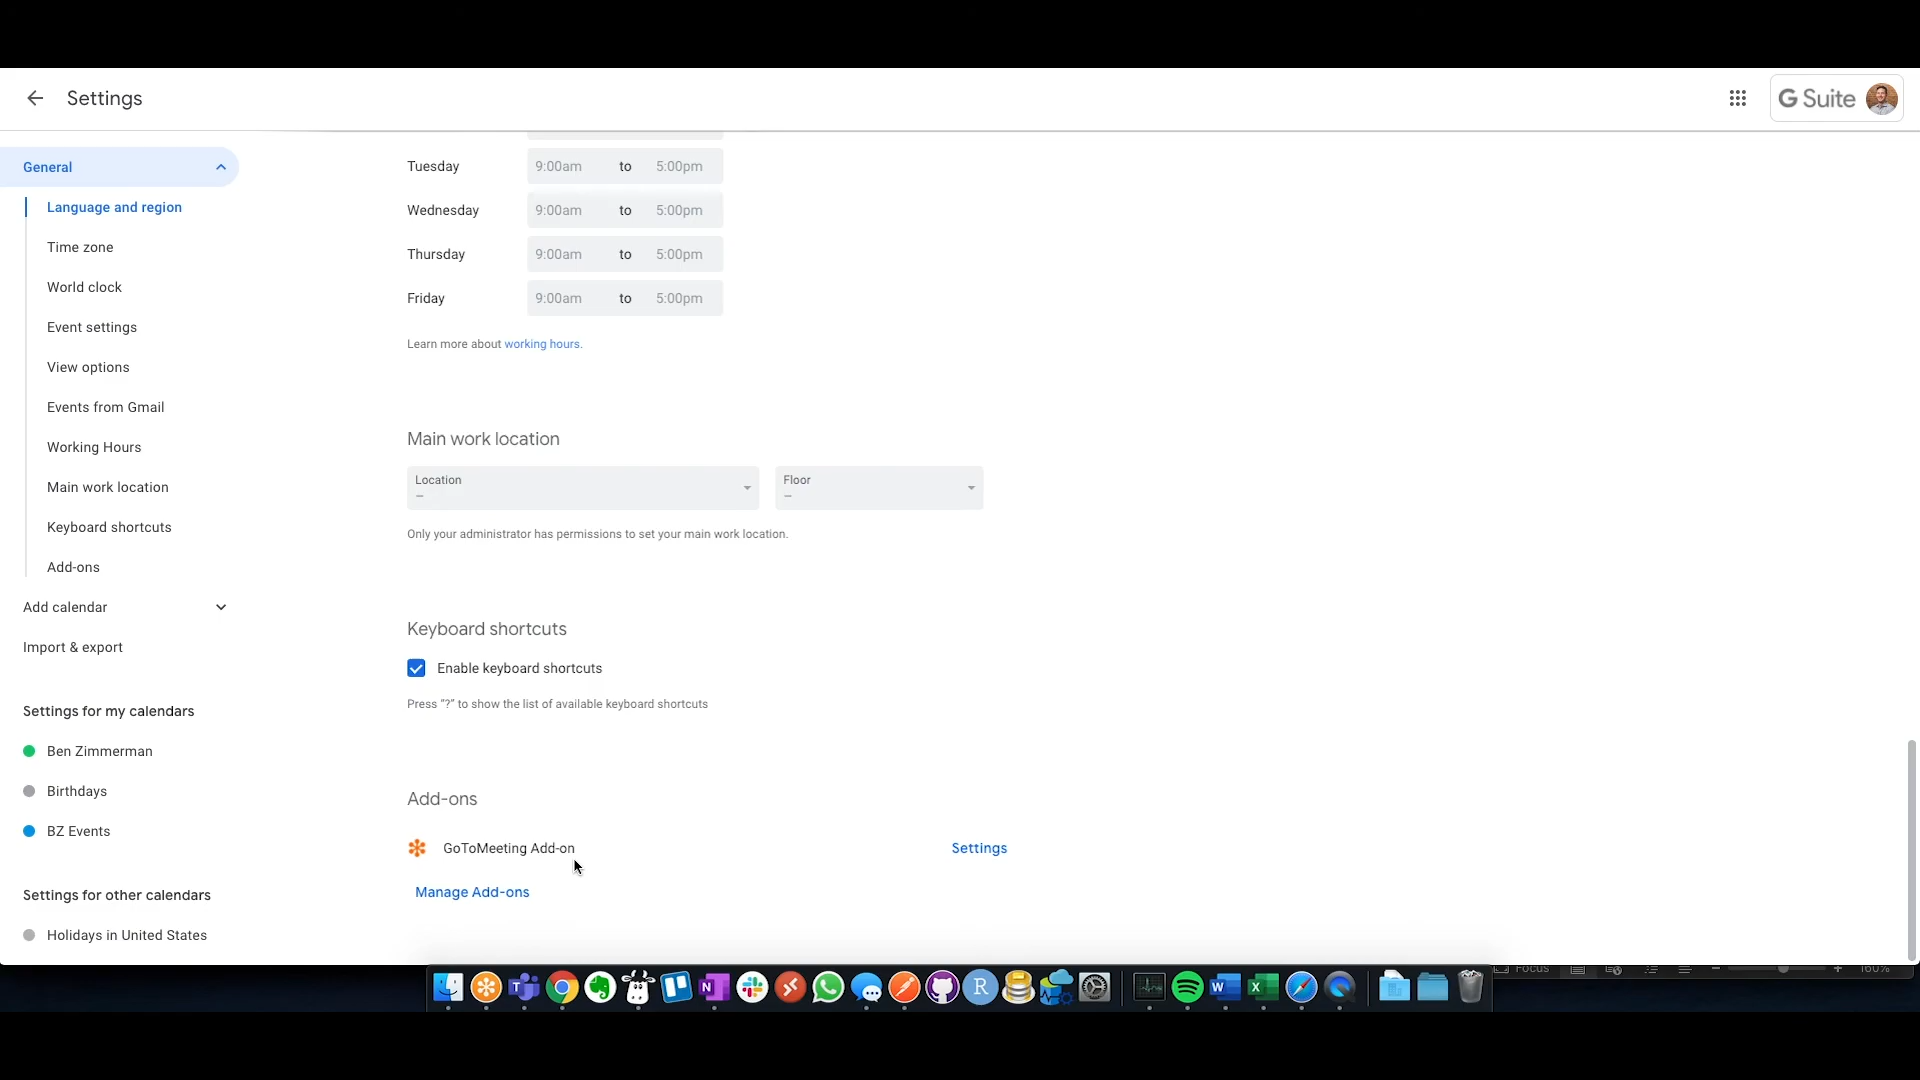 Settings
G Suite
General
Language and region
Time zone
World clock
Event settings
View options
Events from Gmail
Working Hours
Main work location
Keyboard shortcuts
Add-ons
Add calendar
Import & export
Settings for my calendars
Ben Zimmerman
Birthdays
BZ Events
Settings for other calendars
Holidays in United States
Tuesday 9:00am to 5:00pm
Wednesday 9:00am to 5:00pm
Thursday 9:00am to 5:00pm
Friday 9:00am to 5:00pm
Learn more about working hours.
Main work location
Location
–
Floor
–
Only your administrator has permissions to set your main work location.
Keyboard shortcuts
Enable keyboard shortcuts
Press "?" to show the list of available keyboard shortcuts
Add-ons
GoToMeeting Add-on Settings
Manage Add-ons
Focus
160%